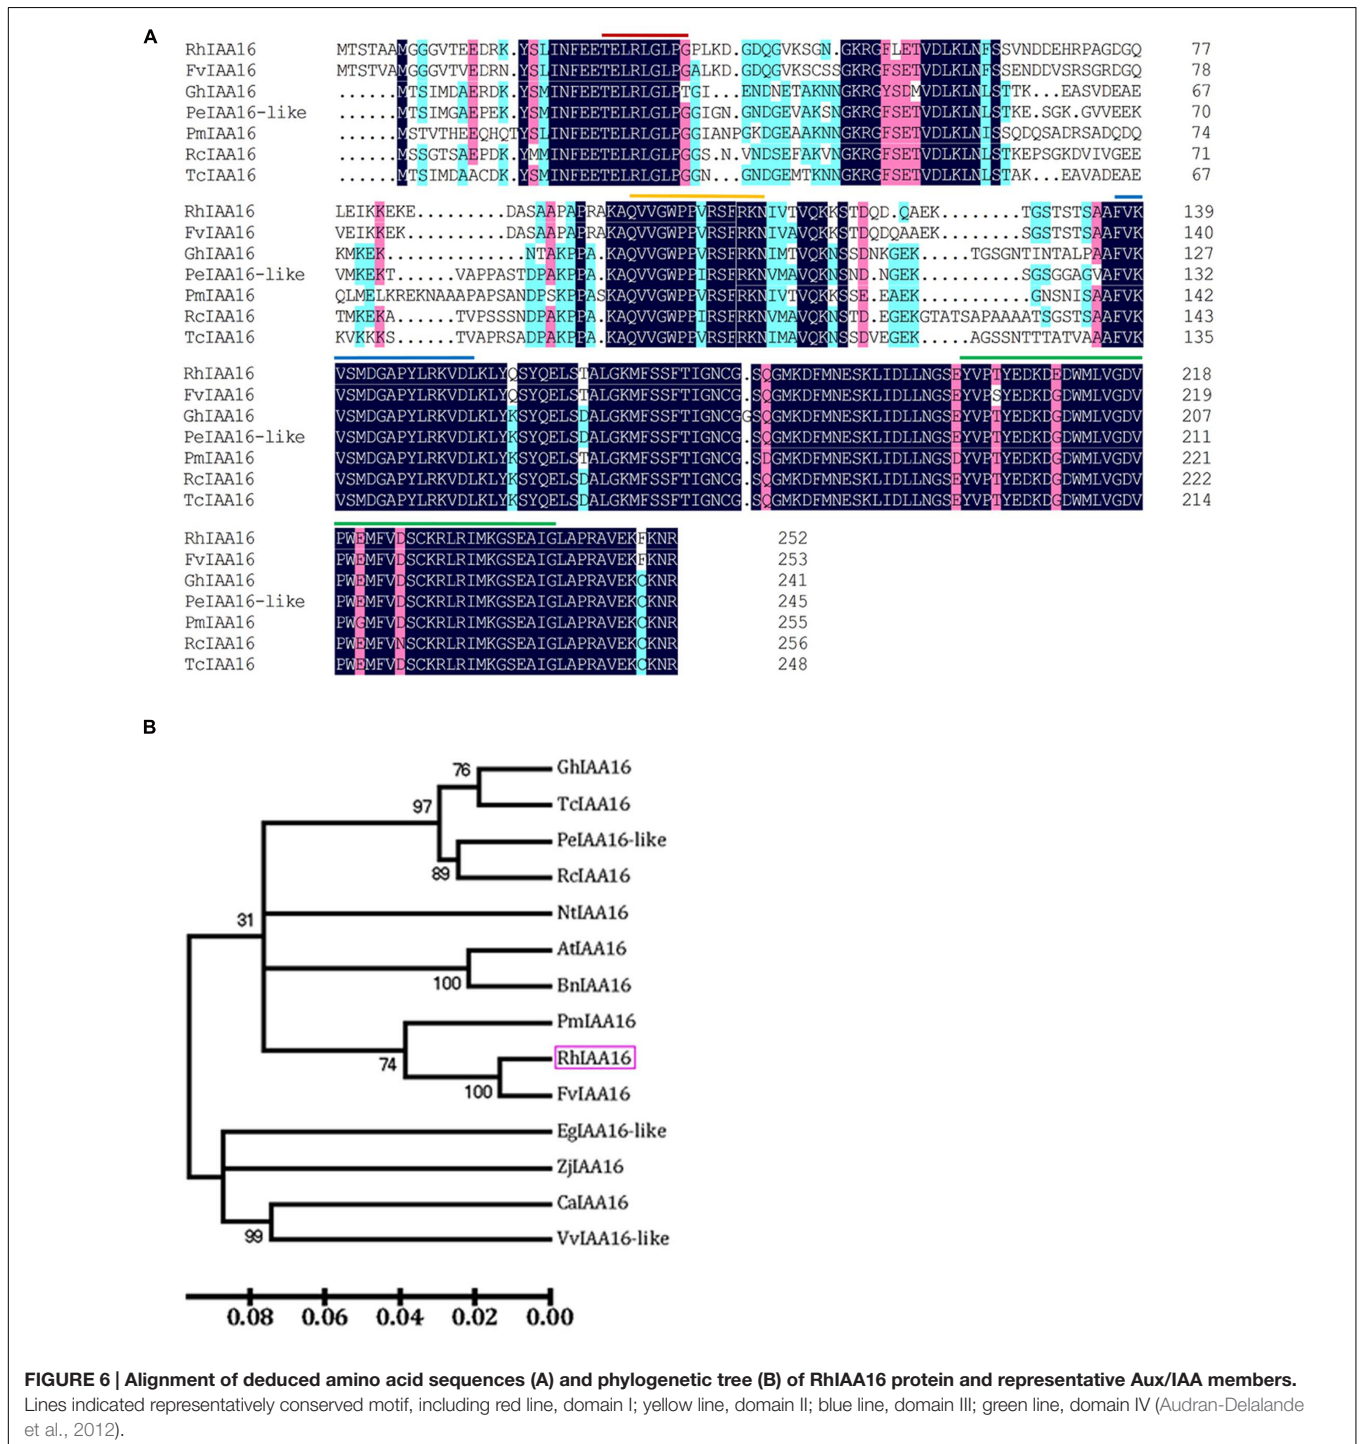 A
RhIAA16 MTSTAAMGGGVTEEDRK.YSLINFEETELRLGLPGPLKD.GDQGVKSGN.GKRGFLETVDLKLNFSSVNDDEHRPAGDGQ 77
FvIAA16 MTSTVAMGGGVTVEDRN.YSLINFEETELRLGLPGALKD.GDQGVKSCSSGKRGFSETVDLKLNFSSENDDVSRSGRDGQ 78
GhIAA16 ......MTSIMDAERDK.YSMINFEETELRLGLPTGI...ENDNETAKNNGKRGYSDMVDLKLNLSTTK...EASVDEAE 67
PeIAA16-like ......MTSIMGAEPEK.YSMINFEETELRLGLPGGIGN.GNDGEVAKSNGKRGFSETVDLKLNLSTKE.SGK.GVVEEK 70
PmIAA16 ......MSTVTHEEQHQTYSLINFEETELRLGLPGGIANPGKDGEAAKNNGKRGFSETVDLKLNISSQDQSADRSADQDQ 74
RcIAA16 ......MSSGTSAEPDK.YMMINFEETELRLGLPGGS.N.VNDSEFAKVNGKRGFSETVDLKLNLSTKEPSGKDVIVGEE 71
TcIAA16 ......MTSIMDAACDK.YSMINFEETELRLGLPGGN...GNDGEMTKNNGKRGFSETVDLKLNLSTAK...EAVADEAE 67
RhIAA16 LEIKKEKE.........DASAAPAPRAKAQVVGWPPVRSFRKNIVTVQKKSTDQD.QAEK........TGSTSTSAAFVK 139
FvIAA16 VEIKKEK..........DASAAPAPRAKAQVVGWPPVRSFRKNIVAVQKKSTDQDQAAEK........SGSTSTSAAFVK 140
GhIAA16 KMKEK............NTAKPPA.KAQVVGWPPVRSFRKNIMTVQKNSSDNKGEK.....TGSGNTINTALPAAFVK 127
PeIAA16-like VMKEKT......VAPPASTDPAKPPA.KAQVVGWPPIRSFRKNVMAVQKNSND.NGEK..........SGSGGAGVAFVK 132
PmIAA16 QLMELKREKNAAAPAPSANDPSKPPASKAQVVGWPPVRSFRKNIVTVQKKSSE.EAEK..........GNSNISAAFVK 142
RcIAA16 TMKEKA......TVPSSSNDPAKPPA.KAQVVGWPPIRSFRKNVMAVQKNSTD.EGEKGTATSAPAAAATSGSTSAAFVK 143
TcIAA16 KVKKKS......TVAPRSADPAKPPA.KAQVVGWPPVRSFRKNIMAVQKNSSDVEGEK.....AGSSNTTTATVAAAFVK 135
RhIAA16 VSMDGAPYLRKVDLKLYQSYQELSTALGKMFSSFTIGNCG.SQGMKDFMNESKLIDLLNGSEYVPTYEDKDEDWMLVGDV 218
FvIAA16 VSMDGAPYLRKVDLKLYQSYQELSTALGKMFSSFTIGNCG.SQGMKDFMNESKLIDLLNGSEYVPSYEDKDGDWMLVGDV 219
GhIAA16 VSMDGAPYLRKVDLKLYKSYQELSDALGKMFSSFTIGNCGGSQGMKDFMNESKLIDLLNGSEYVPTYEDKDGDWMLVGDV 207
PeIAA16-like VSMDGAPYLRKVDLKLYKSYQELSDALGKMFSSFTIGNCG.SQGMKDFMNESKLIDLLNGSEYVPTYEDKDGDWMLVGDV 211
PmIAA16 VSMDGAPYLRKVDLKLYKSYQELSTALGKMFSSFTIGNCG.SDGMKDFMNESKLIDLLNGSDYVPTYEDKDGDWMLVGDV 221
RcIAA16 VSMDGAPYLRKVDLKLYKSYQELSDALGKMFSSFTIGNCG.SQGMKDFMNESKLIDLLNGSDYVPTYEDKDGDWMLVGDV 222
TcIAA16 VSMDGAPYLRKVDLKLYKSYQELSDALGKMFSSFTIGNCG.SQGMKDFMNESKLIDLLNGSEYVPTYEDKDGDWMLVGDV 214
RhIAA16 PWEMFVDSCKRLRIMKGSEAIGLAPRAVEKFKNR 252
FvIAA16 PWEMFVDSCKRLRIMKGSEAIGLAPRAVEKFKNR 253
GhIAA16 PWEMFVDSCKRLRIMKGSEAIGLAPRAVEKCKNR 241
PeIAA16-like PWEMFVDSCKRLRIMKGSEAIGLAPRAVEKCKNR 245
PmIAA16 PWGMFVDSCKRLRIMKGSEAIGLAPRAVEKCKNR 255
RcIAA16 PWEMFVNSCKRLRIMKGSEAIGLAPRAVEKCKNR 256
TcIAA16 PWEMFVDSCKRLRIMKGSEAIGLAPRAVEKCKNR 248
B
76 GhIAA16
97 TcIAA16
PeIAA16-like
89 RcIAA16
31 NtIAA16
AtIAA16
100 BnIAA16
PmIAA16
74 RhIAA16
100 FvIAA16
EgIAA16-like
ZjIAA16
CaIAA16
99 VvIAA16-like
0.08 0.06 0.04 0.02 0.00
FIGURE 6 | Alignment of deduced amino acid sequences (A) and phylogenetic tree (B) of RhIAA16 protein and representative Aux/IAA members.
Lines indicated representatively conserved motif, including red line, domain I; yellow line, domain II; blue line, domain III; green line, domain IV (Audran-Delalande
et al., 2012).